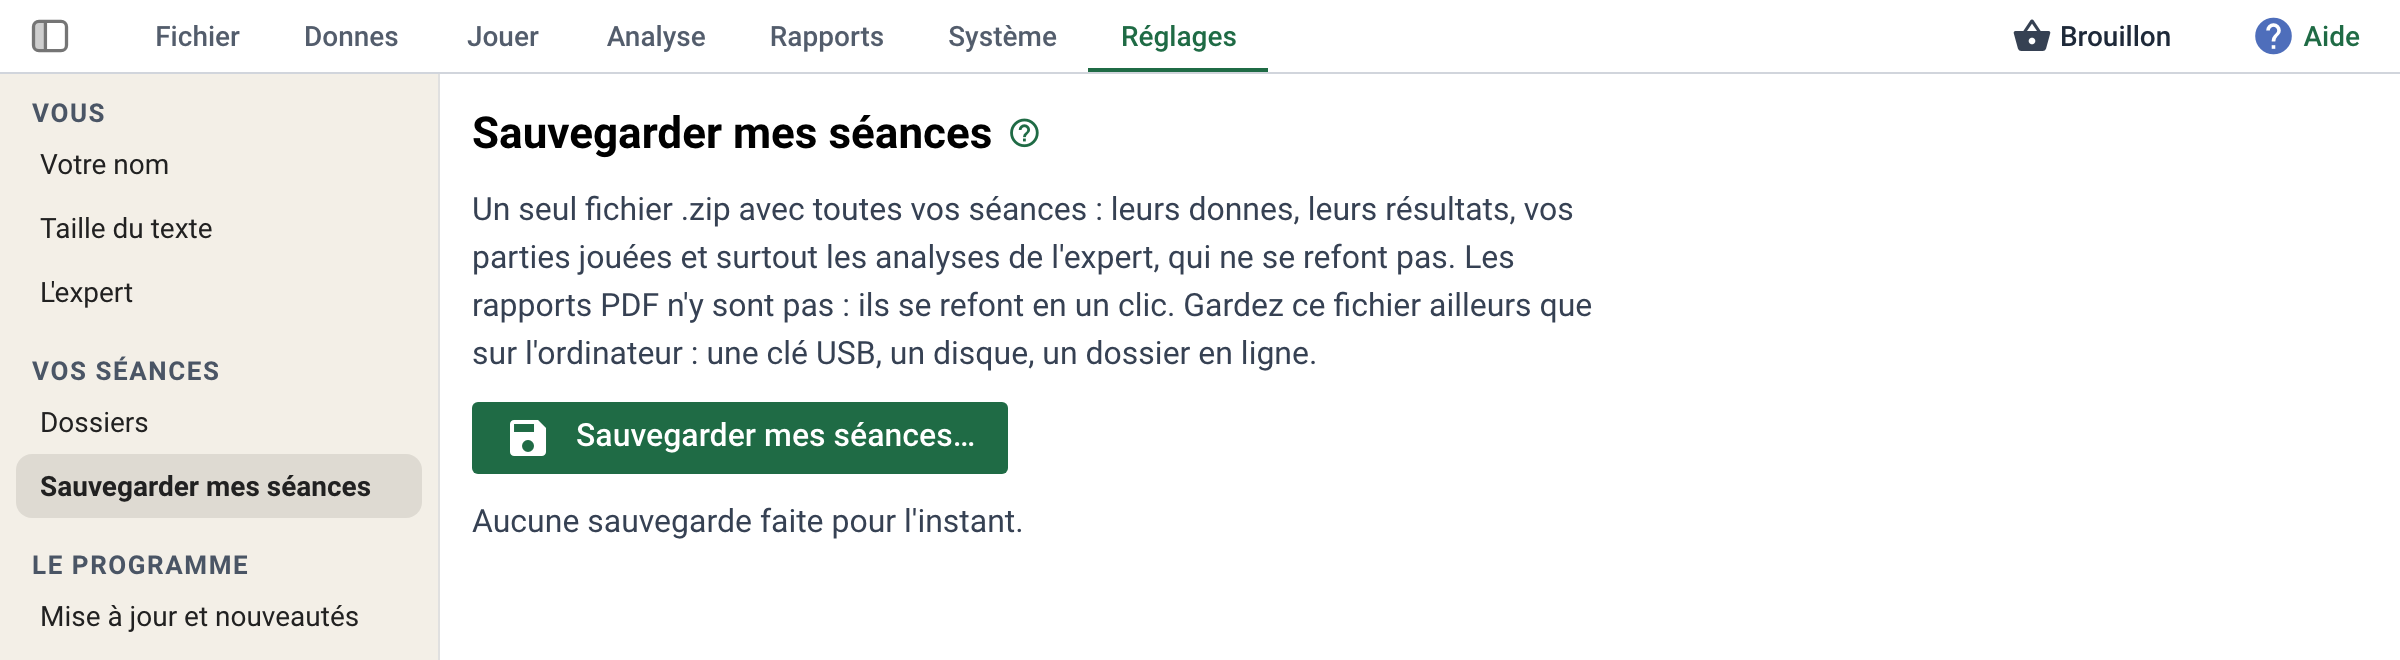 Fichier Donnes Jouer Analyse Rapports Système Réglages Brouillon ? Aide
VOUS
Votre nom
Taille du texte
L'expert
VOS SÉANCES
Dossiers
Sauvegarder mes séances
LE PROGRAMME
Mise à jour et nouveautés
Sauvegarder mes séances ?
Un seul fichier .zip avec toutes vos séances : leurs donnes, leurs résultats, vos
parties jouées et surtout les analyses de l'expert, qui ne se refont pas. Les
rapports PDF n'y sont pas : ils se refont en un clic. Gardez ce fichier ailleurs que
sur l'ordinateur : une clé USB, un disque, un dossier en ligne.
Sauvegarder mes séances…
Aucune sauvegarde faite pour l'instant.